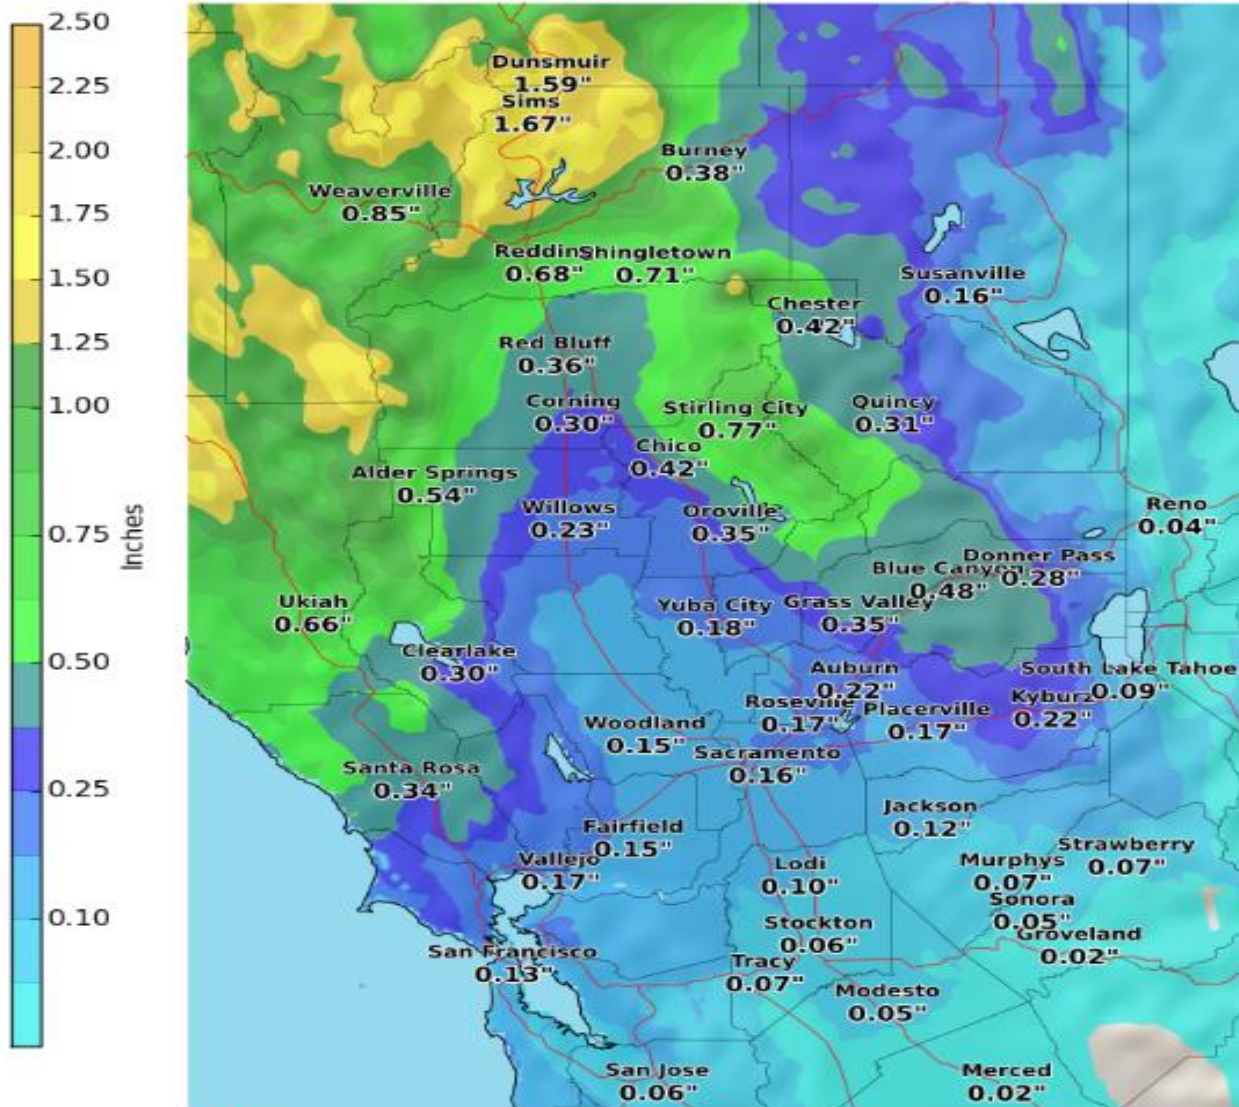 2.50
2.25
2.00
1.75
1.50
1.25
1.00
0.75
0.50
0.25
0.10
Inches
Dunsmuir
1.59"
Sims
1.67"
Burney
0.38"
Weaverville
0.85"
Redding Shingletown
0.68" 0.71"
Susanville
0.16"
Chester
0.42"
Red Bluff
0.36"
Corning
0.30"
Stirling City
0.77"
Quincy
0.31"
Chico
0.42"
Alder Springs
0.54"
Willows
0.23"
Oroville
0.35"
Reno
0.04"
Donner Pass
0.28"
Blue Canyon
0.48"
Ukiah
0.66"
Yuba City
0.18"
Grass Valley
0.35"
Clearlake
0.30"
Auburn
0.22"
South Lake Tahoe
0.09"
Kyburz
0.22"
Roseville
0.17"
Placerville
0.17"
Woodland
0.15"
Sacramento
0.16"
Santa Rosa
0.34"
Jackson
0.12"
Fairfield
0.15"
Strawberry
0.07"
Vallejo
0.17"
Lodi
0.10"
Murphys
0.07"
Sonora
0.05"
Stockton
0.06"
Groveland
0.02"
San Francisco
0.13"
Tracy
0.07"
Modesto
0.05"
San Jose
0.06"
Merced
0.02"